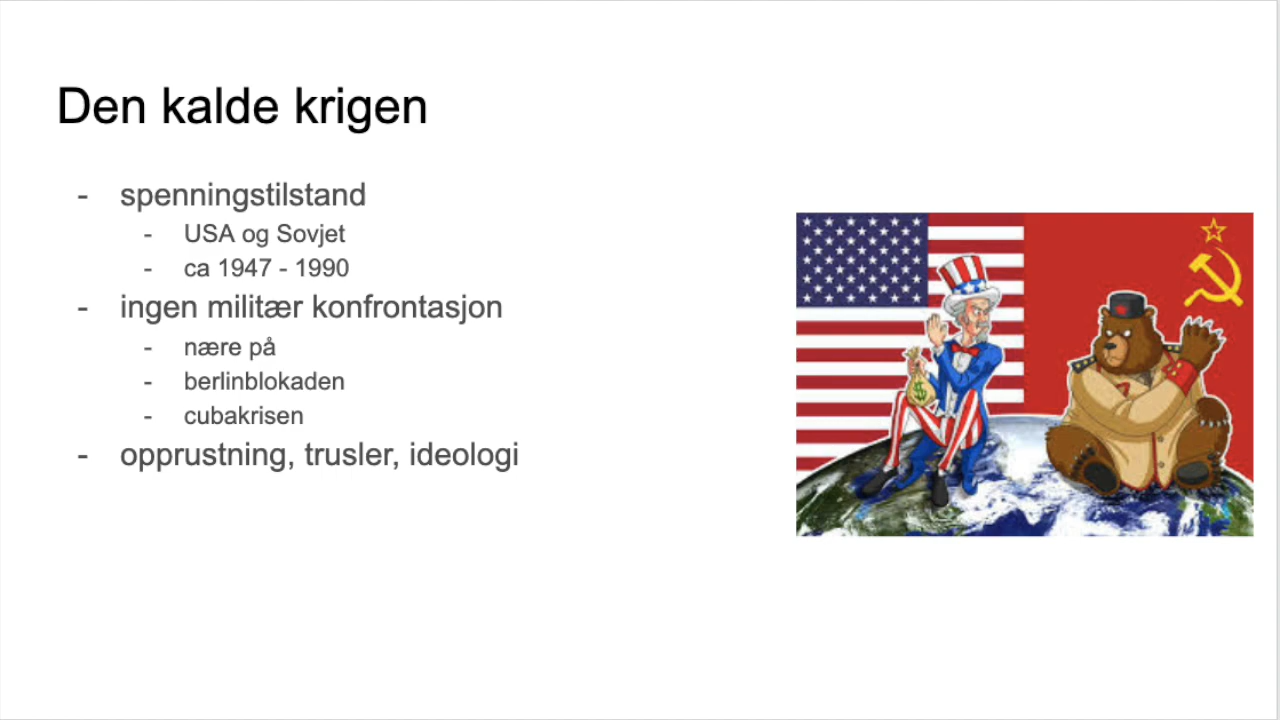 Den kalde krigen
- spenningstilstand
- USA og Sovjet
- ca 1947 - 1990
- ingen militær konfrontasjon
- nære på
- berlinblokaden
- cubakrisen
- opprustning, trusler, ideologi
$